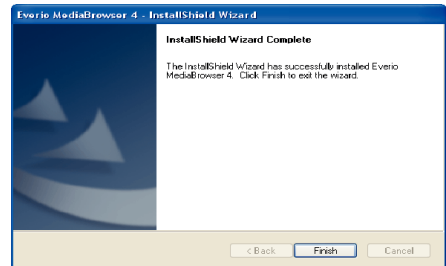 Everio MediaBrowser 4 - InstallShield Wizard
InstallShield Wizard Complete
The InstallShield Wizard has successfully installed Everio
MediaBrowser 4. Click Finish to exit the wizard.
< Back
Finish
Cancel